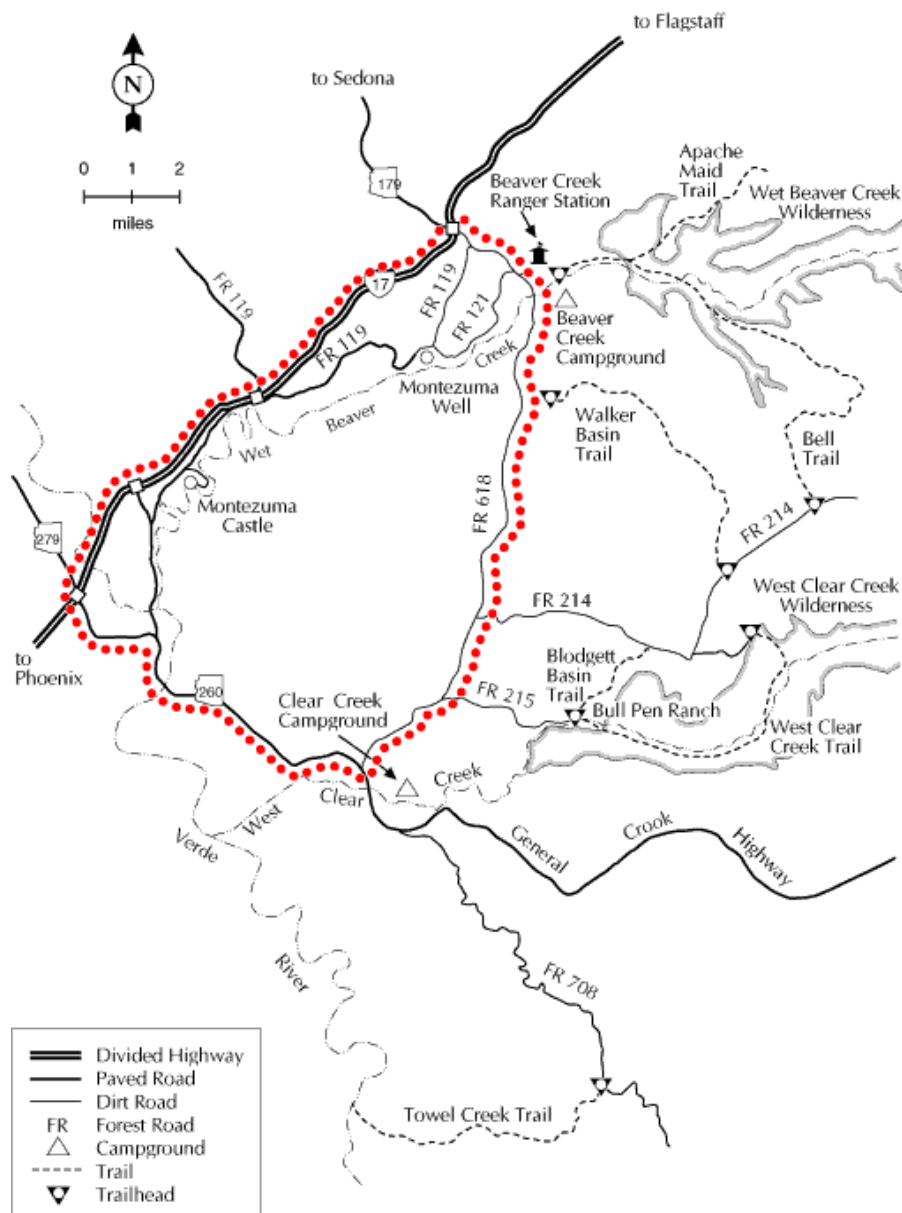 to Flagstaff
to Sedona
N
0 1 2
miles
179
Beaver Creek
Ranger Station
Apache
Maid
Trail
Wet Beaver Creek
Wilderness
FR 119
17
FR 119
FR 121
FR 119
Creek
Beaver
Creek
Campground
Montezuma
Well
Beaver
Wet
Walker
Basin
Trail
Bell
Trail
Montezuma
Castle
FR 618
FR 214
279
West Clear Creek
Wilderness
FR 214
to
Phoenix
Blodgett
Basin
Trail
260
Clear Creek
Campground
FR 215
Bull Pen Ranch
West Clear
Creek Trail
Creek
Clear
West
Verde
General
Crook
Highway
River
FR 708
Divided Highway
Paved Road
Dirt Road
FR Forest Road
Campground
Trail
Trailhead
Towel Creek Trail